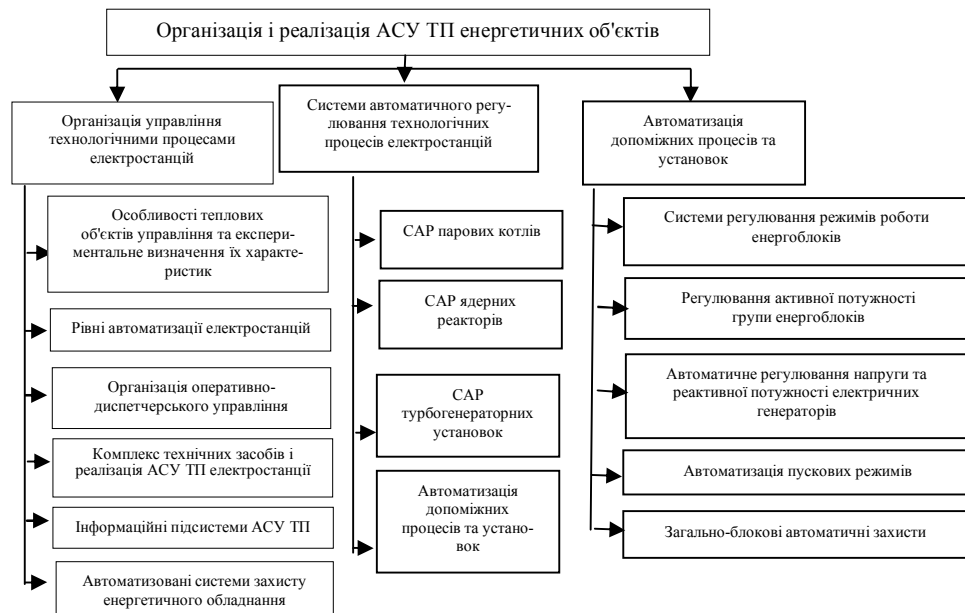 Організація і реалізація АСУ ТП енергетичних об'єктів
Організація управління
технологічними процесами
електростанцій
Особливості теплових
об'єктів управління та експери-
ментальне визначення їх характе-
ристик
Рівні автоматизації електростанцій
Організація оперативно-
диспетчерського управління
Комплекс технічних засобів і
реалізація АСУ ТП електростанції
Інформаційні підсистеми АСУ ТП
Автоматизовані системи захисту
енергетичного обладнання
Системи автоматичного регу-
лювання технологічних
процесів електростанцій
САР парових котлів
САР ядерних
реакторів
САР
турбогенераторних
установок
Автоматизація
допоміжних
процесів та устано-
вок
Автоматизація
допоміжних процесів та
установок
Системи регулювання режимів роботи
енергоблоків
Регулювання активної потужності
групи енергоблоків
Автоматичне регулювання напруги та
реактивної потужності електричних
генераторів
Автоматизація пускових режимів
Загально-блокові автоматичні захисти